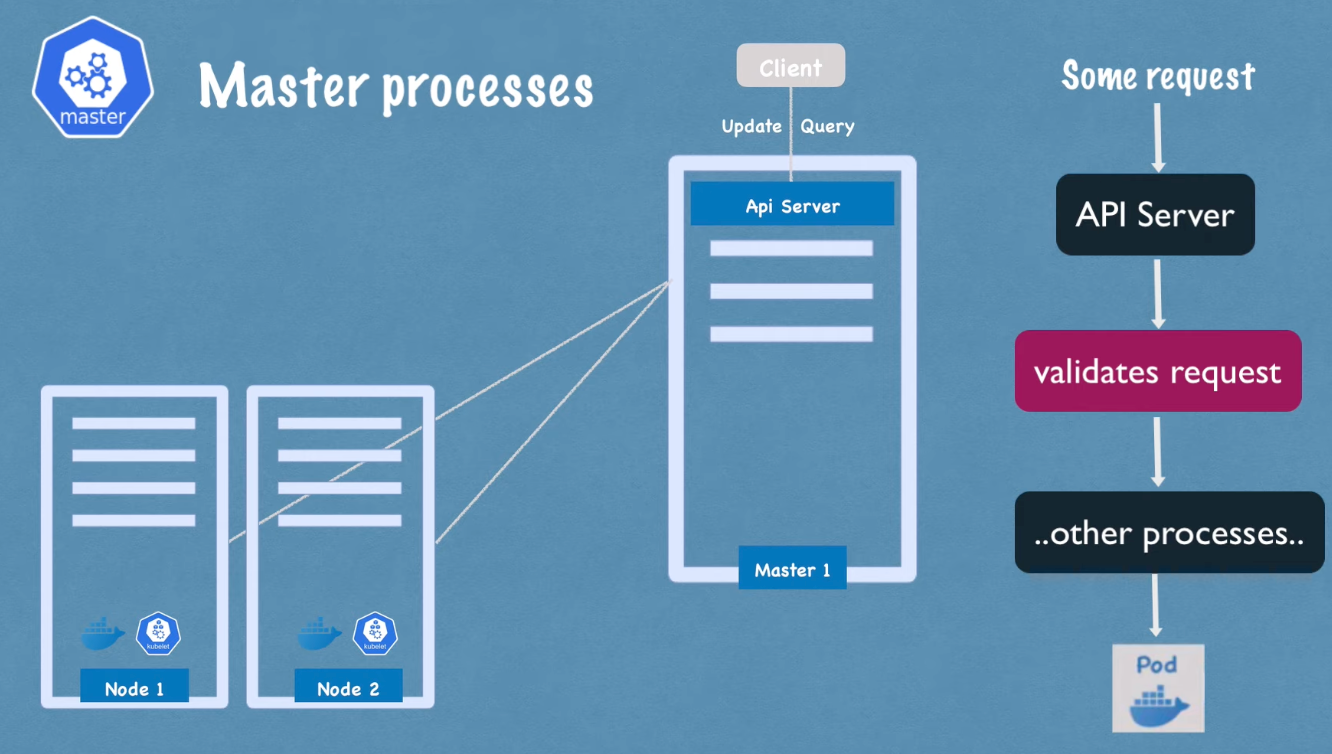 master
Master processes
Client
Update
Query
Api Server
Master 1
kubelet
Node 1
kubelet
Node 2
Some request
API Server
validates request
..other processes..
Pod